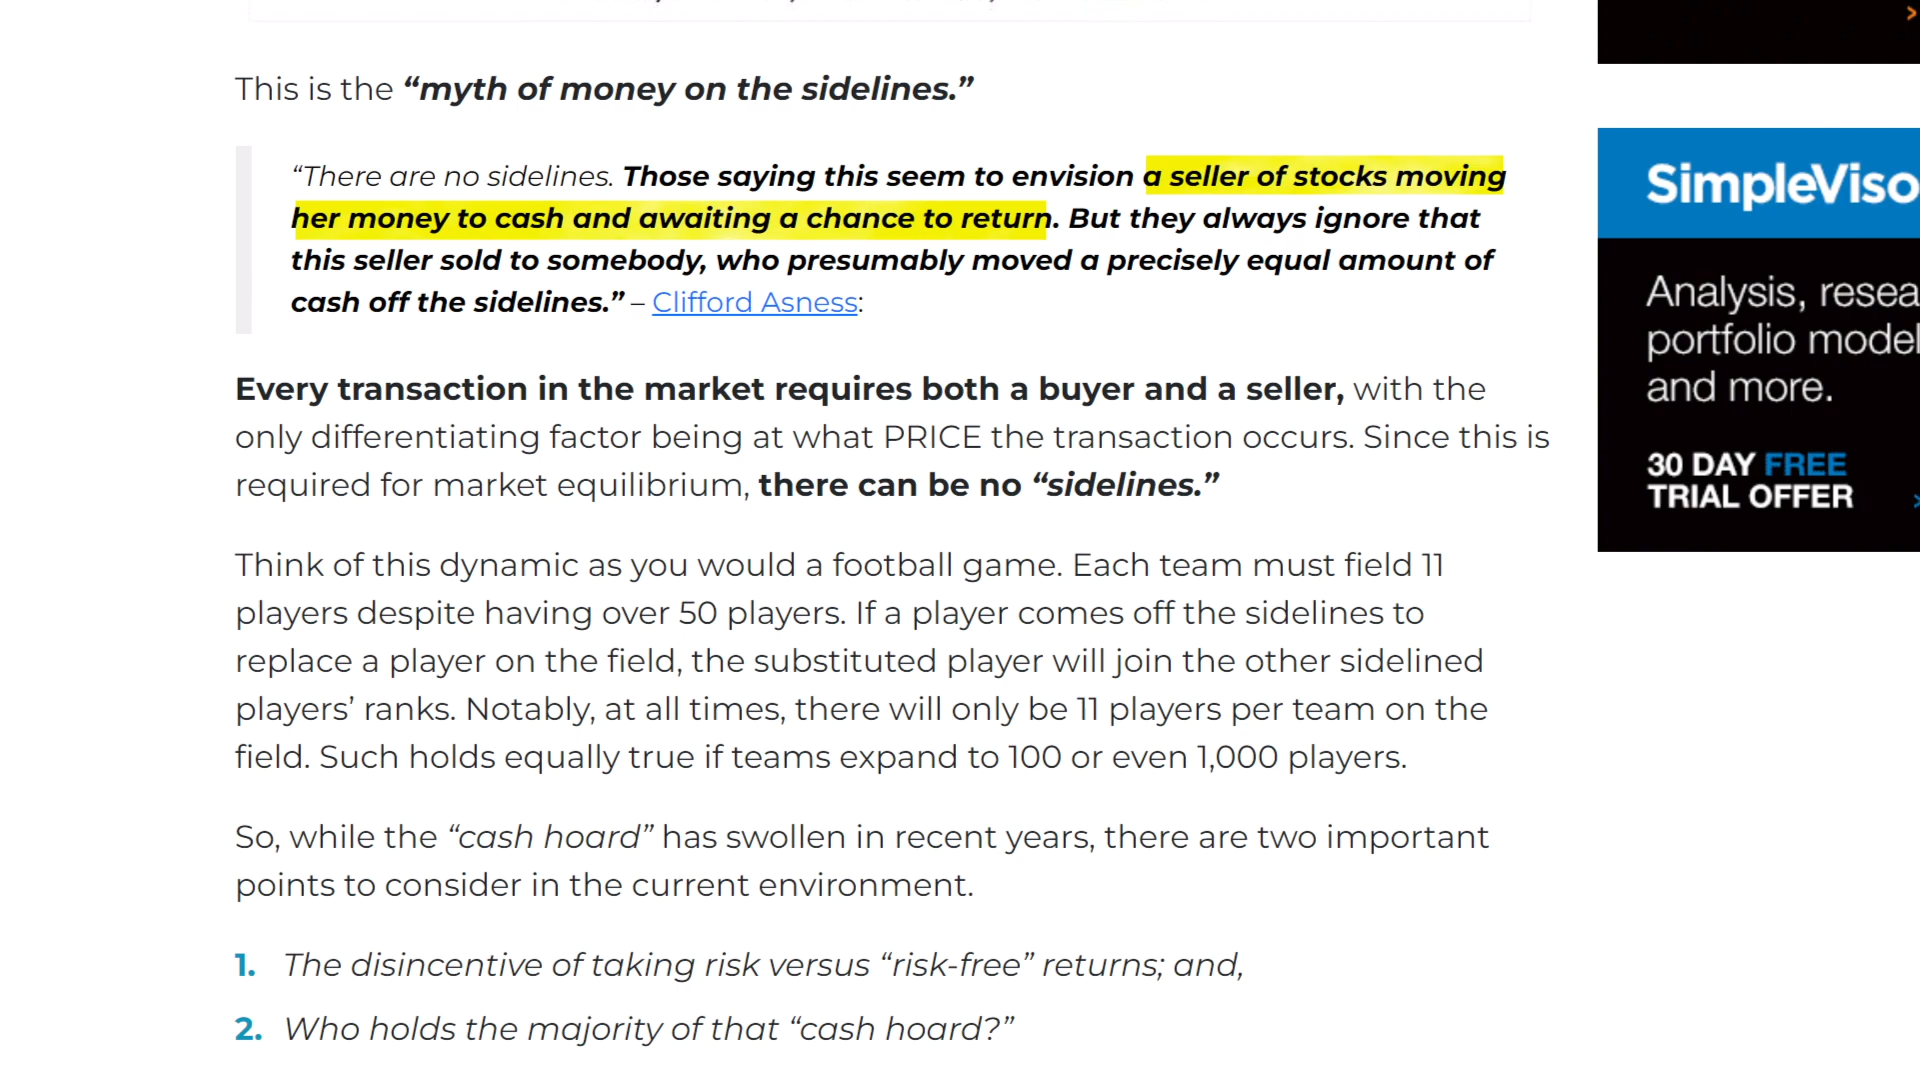 This is the “myth of money on the sidelines.”
“There are no sidelines. Those saying this seem to envision a seller of stocks moving
her money to cash and awaiting a chance to return. But they always ignore that
this seller sold to somebody, who presumably moved a precisely equal amount of
cash off the sidelines.” – Clifford Asness:
Every transaction in the market requires both a buyer and a seller, with the
only differentiating factor being at what PRICE the transaction occurs. Since this is
required for market equilibrium, there can be no “sidelines.”
Think of this dynamic as you would a football game. Each team must field 11
players despite having over 50 players. If a player comes off the sidelines to
replace a player on the field, the substituted player will join the other sidelined
players’ ranks. Notably, at all times, there will only be 11 players per team on the
field. Such holds equally true if teams expand to 100 or even 1,000 players.
So, while the “cash hoard” has swollen in recent years, there are two important
points to consider in the current environment.
1. The disincentive of taking risk versus “risk-free” returns; and,
2. Who holds the majority of that “cash hoard?”
SimpleViso
Analysis, resea
portfolio model
and more.
30 DAY FREE
TRIAL OFFER